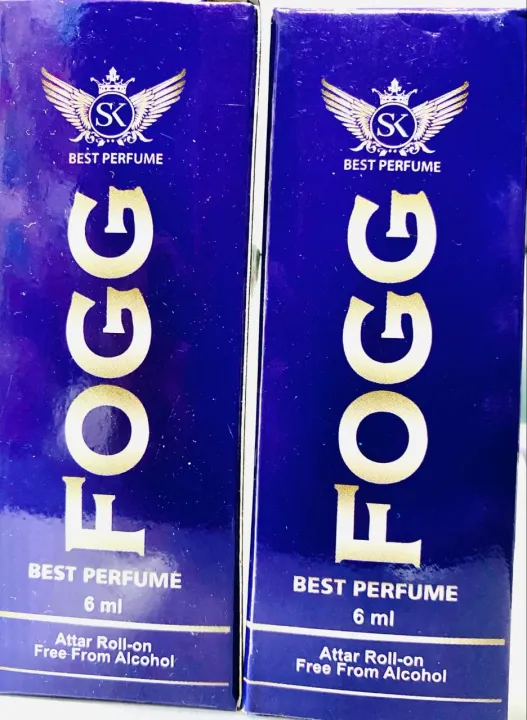 SK
BEST PERFUME
FOGG
BEST PERFUME
6 ml
Attar Roll-on
Free From Alcohol
SK
BEST PERFUME
FOGG
BEST PERFUME
6 ml
Attar Roll-on
Free From Alcohol